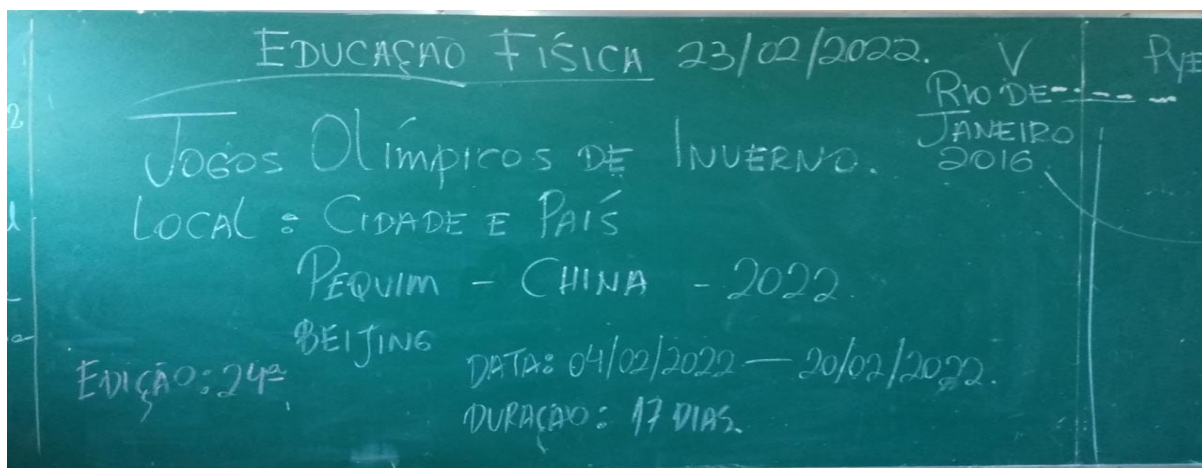 EDUCAÇÃO FÍSICA 23/02/2022. V
RIO DE
JANEIRO
2016
JOGOS OLÍMPICOS DE INVERNO.
LOCAL : CIDADE E PAÍS
PEQUIM - CHINA - 2022.
BEIJING
EDIÇÃO: 24ª
DATA: 04/02/2022 — 20/02/2022.
DURAÇÃO: 17 DIAS.